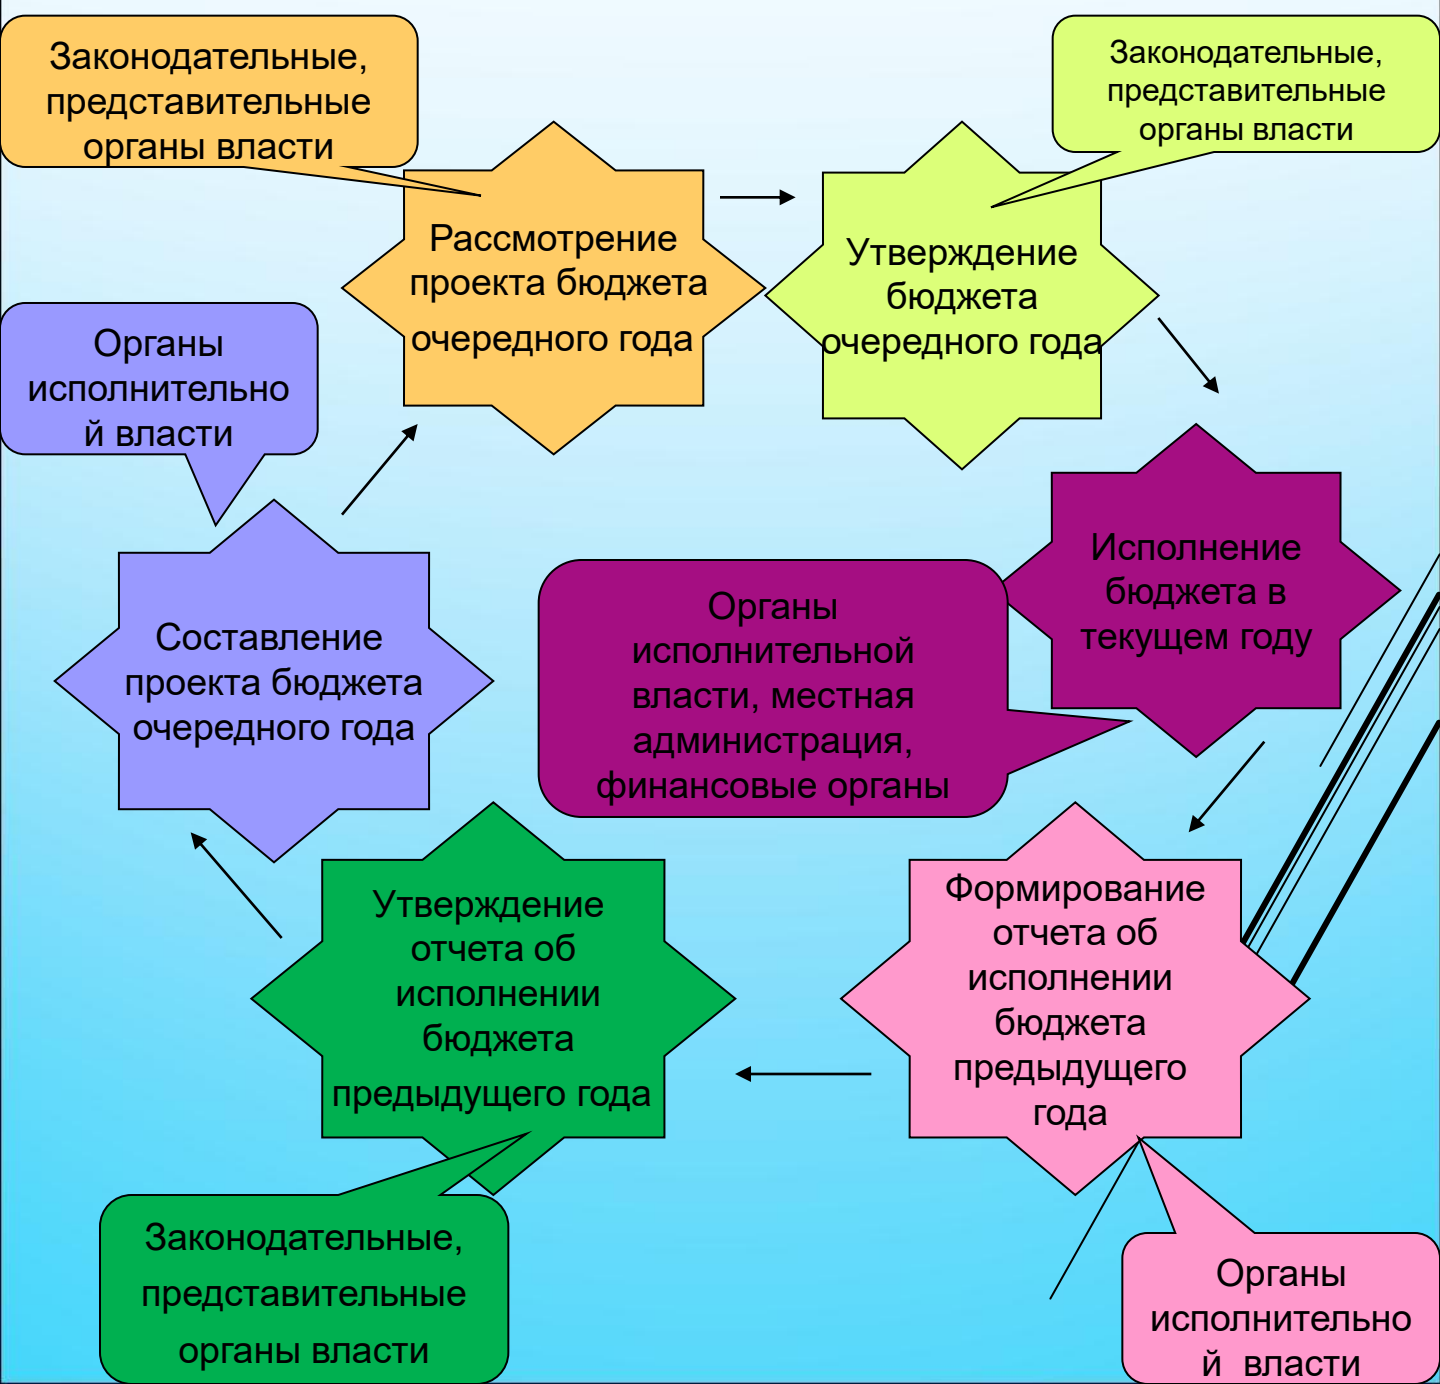 Законодательные,
представительные
органы власти
Законодательные,
представительные
органы власти
Рассмотрение
проекта бюджета
очередного года
Утверждение
бюджета
очередного года
Органы
исполнительно
й власти
Исполнение
бюджета в
текущем году
Органы
исполнительной
власти, местная
администрация,
финансовые органы
Составление
проекта бюджета
очередного года
Утверждение
отчета об
исполнении
бюджета
предыдущего года
Формирование
отчета об
исполнении
бюджета
предыдущего
года
Законодательные,
представительные
органы власти
Органы
исполнительно
й власти